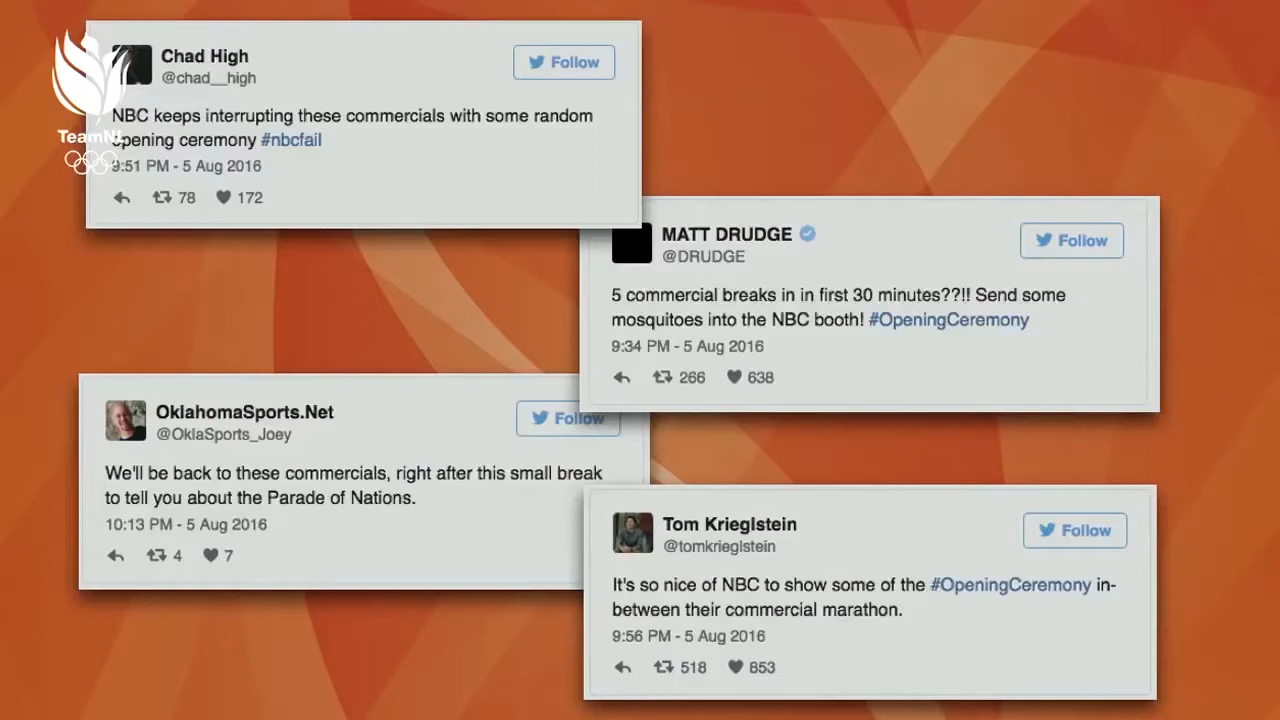 TeamNL
Chad High
@chad__high
Follow
NBC keeps interrupting these commercials with some random
opening ceremony #nbcfail
9:51 PM - 5 Aug 2016
78 172
MATT DRUDGE
@DRUDGE
Follow
5 commercial breaks in in first 30 minutes??!! Send some
mosquitoes into the NBC booth! #OpeningCeremony
9:34 PM - 5 Aug 2016
266 638
OklahomaSports.Net
@OklaSports_Joey
Follow
We'll be back to these commercials, right after this small break
to tell you about the Parade of Nations.
10:13 PM - 5 Aug 2016
4 7
Tom Krieglstein
@tomkrieglstein
Follow
It's so nice of NBC to show some of the #OpeningCeremony in-
between their commercial marathon.
9:56 PM - 5 Aug 2016
518 853